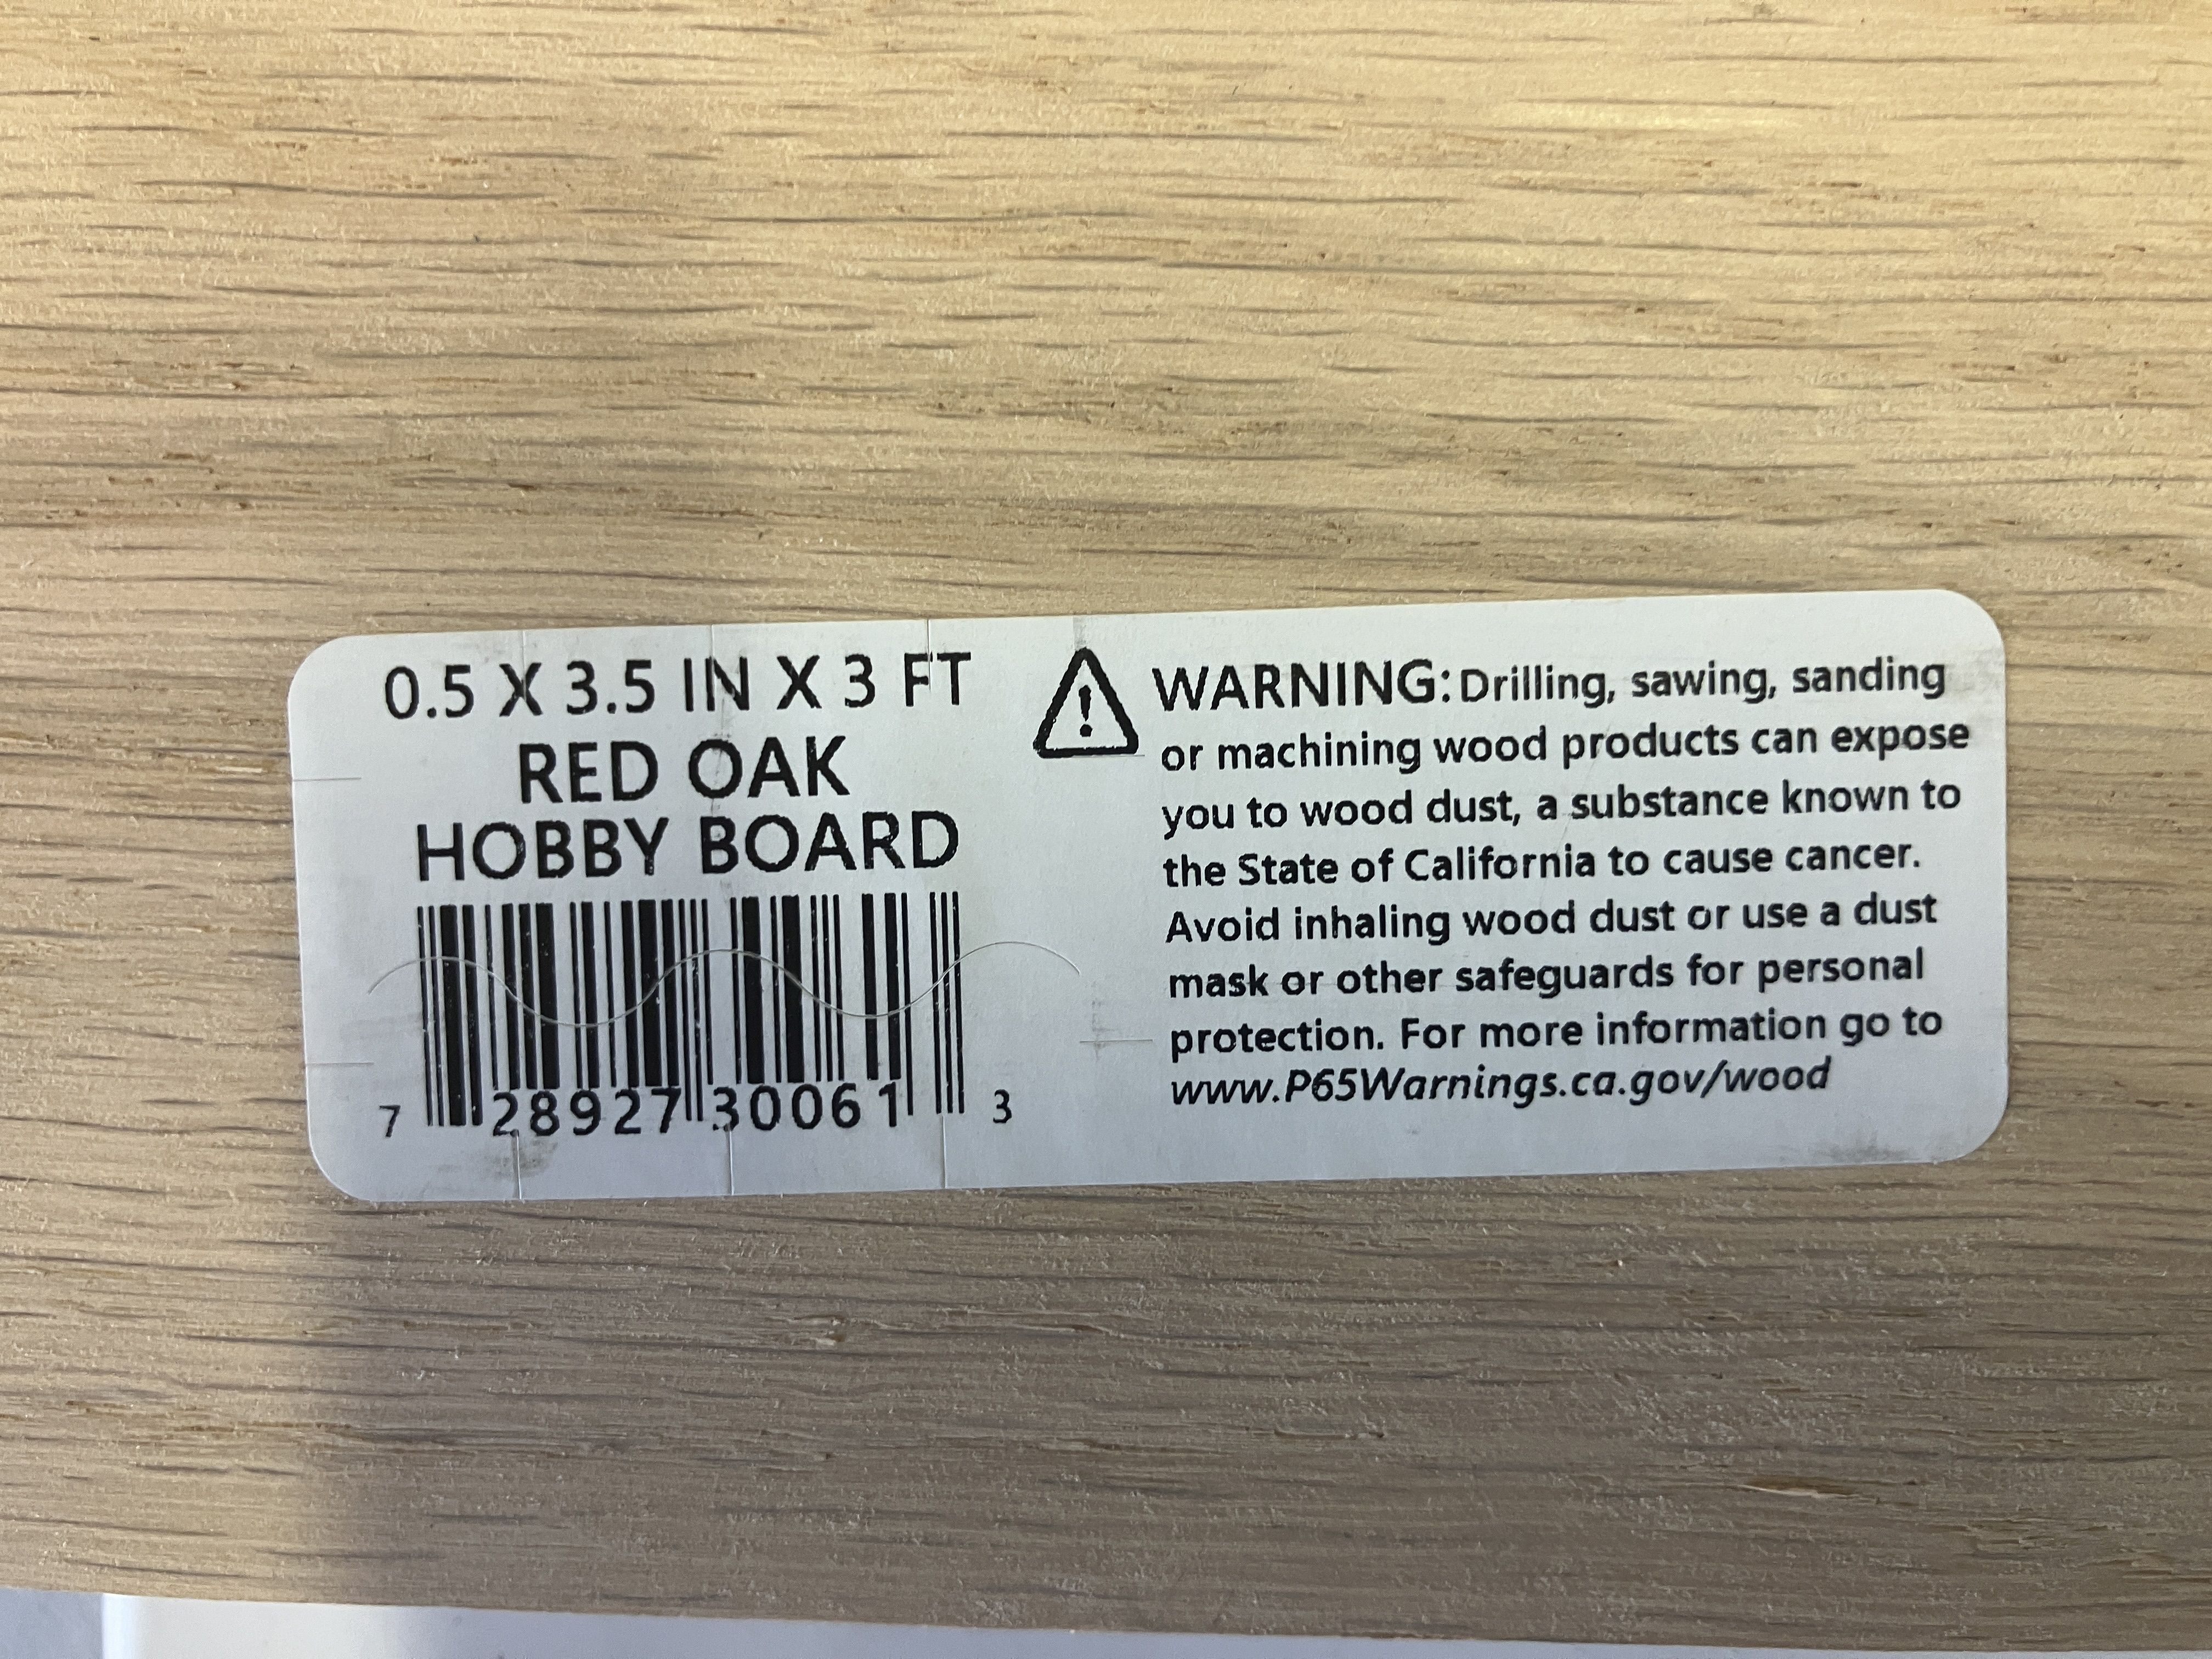 0.5 X 3.5 IN X 3 FT
RED OAK
HOBBY BOARD
7 28927 30061 3
WARNING: Drilling, sawing, sanding
or machining wood products can expose
you to wood dust, a substance known to
the State of California to cause cancer.
Avoid inhaling wood dust or use a dust
mask or other safeguards for personal
protection. For more information go to
www.P65Warnings.ca.gov/wood